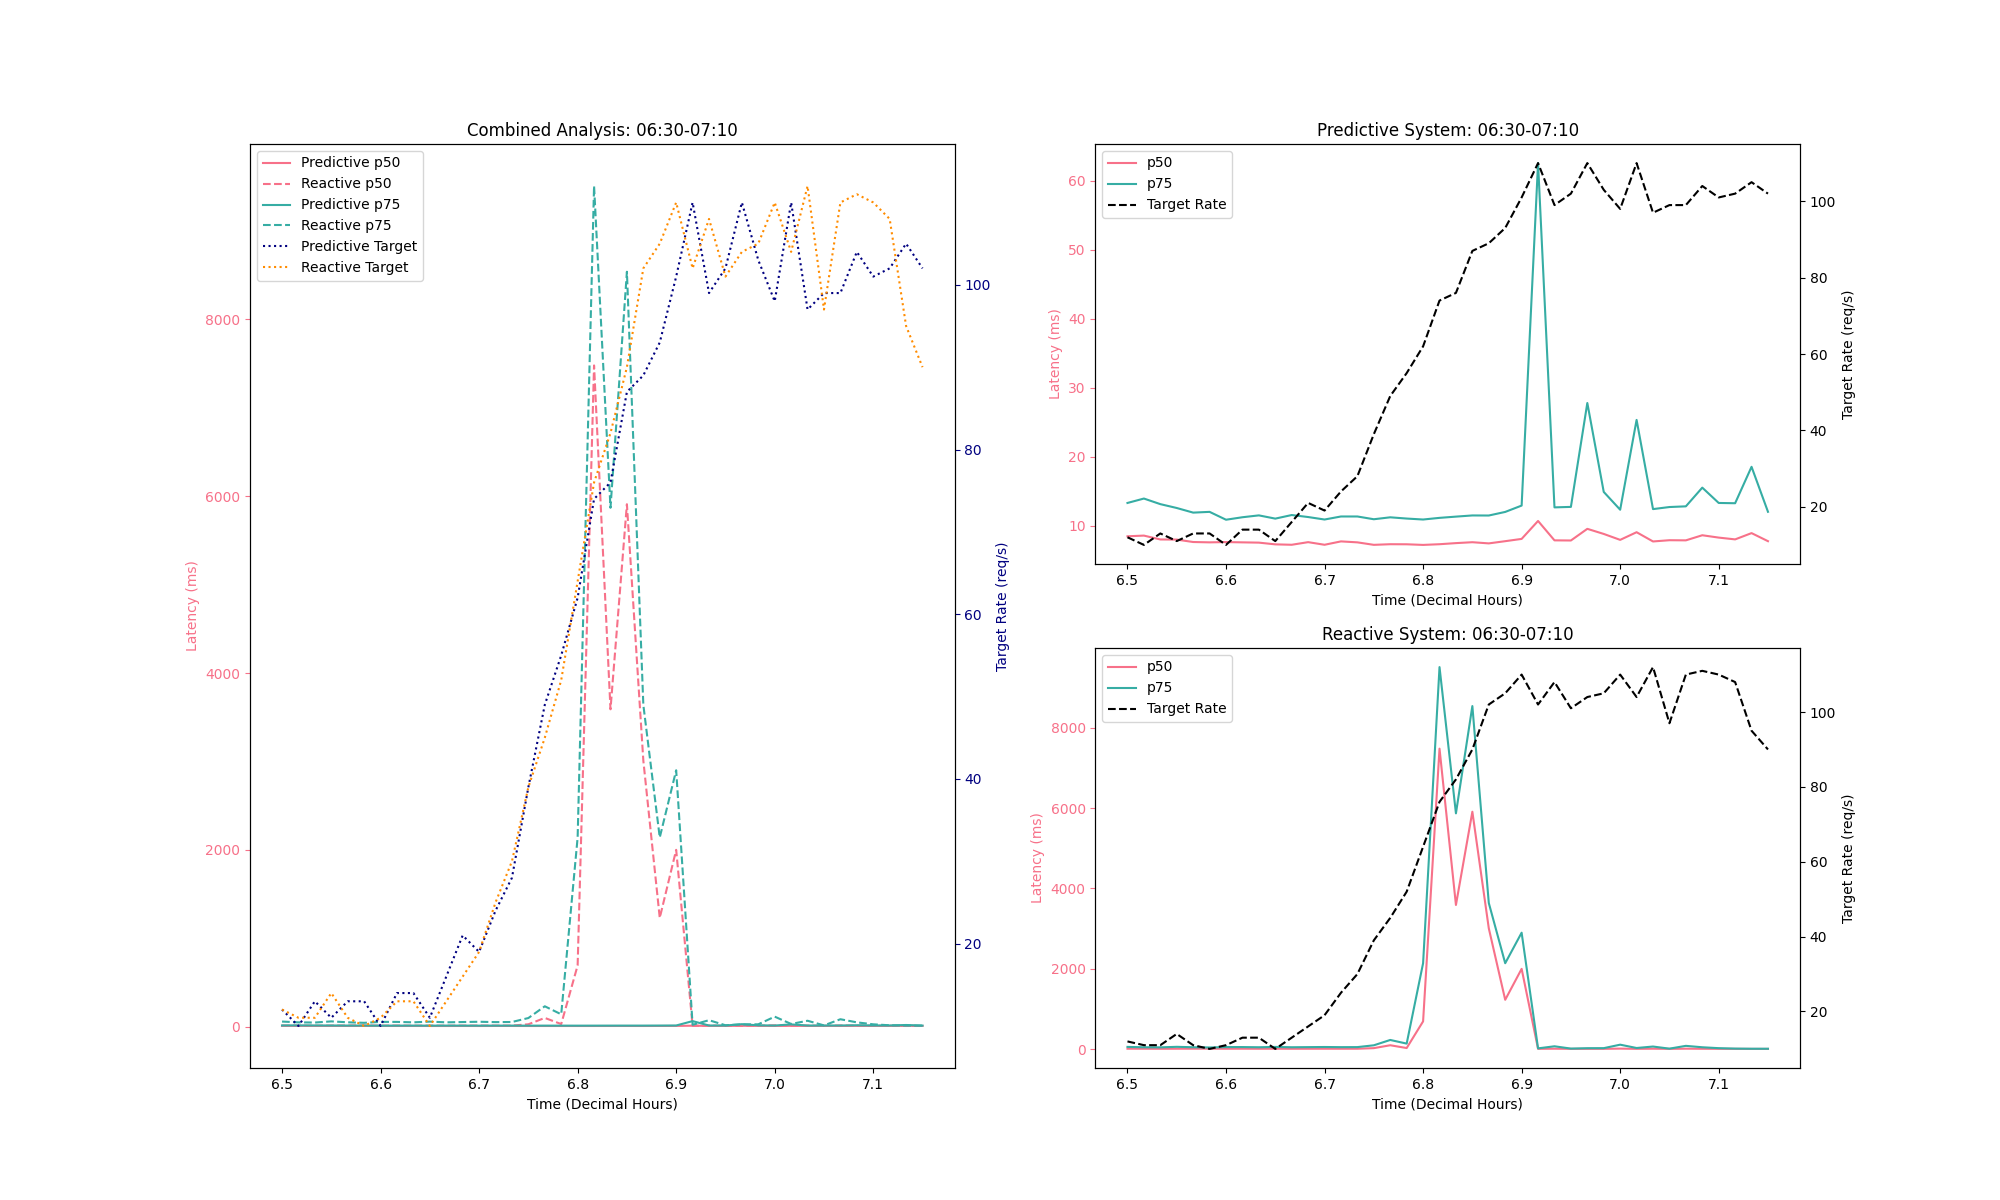 Combined Analysis: 06:30-07:10
Predictive p50
Reactive p50
Predictive p75
Reactive p75
Predictive Target
Reactive Target
8000
6000
4000
2000
0
Latency (ms)
100
80
60
40
20
Target Rate (req/s)
6.5 6.6 6.7 6.8 6.9 7.0 7.1
Time (Decimal Hours)
Predictive System: 06:30-07:10
p50
p75
Target Rate
60
50
40
30
20
10
Latency (ms)
100
80
60
40
20
Target Rate (req/s)
6.5 6.6 6.7 6.8 6.9 7.0 7.1
Time (Decimal Hours)
Reactive System: 06:30-07:10
p50
p75
Target Rate
8000
6000
4000
2000
0
Latency (ms)
100
80
60
40
20
Target Rate (req/s)
6.5 6.6 6.7 6.8 6.9 7.0 7.1
Time (Decimal Hours)